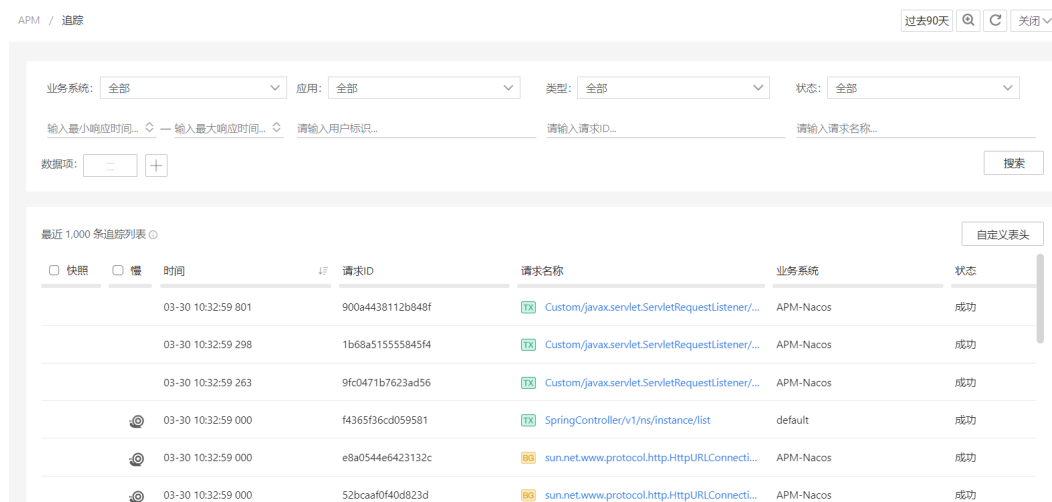 APM / 追踪
过去90天
关闭
业务系统: 全部
应用: 全部
类型: 全部
状态: 全部
输入最小响应时间... — 输入最大响应时间...
请输入用户标识...
请输入请求ID...
请输入请求名称...
数据项:
搜索
最近 1,000 条追踪列表
自定义表头
快照 慢 时间 请求ID 请求名称 业务系统 状态
03-30 10:32:59 801 900a4438112b848f TX Custom/javax.servlet.ServletRequestListener/... APM-Nacos 成功
03-30 10:32:59 298 1b68a515555845f4 TX Custom/javax.servlet.ServletRequestListener/... APM-Nacos 成功
03-30 10:32:59 263 9fc0471b7623ad56 TX Custom/javax.servlet.ServletRequestListener/... APM-Nacos 成功
03-30 10:32:59 000 f4365f36cd059581 TX SpringController/v1/ns/instance/list default 成功
03-30 10:32:59 000 e8a0544e6423132c BG sun.net.www.protocol.http.HttpURLConnecti... APM-Nacos 成功
03-30 10:32:59 000 52bcaaf0f40d823d BG sun.net.www.protocol.http.HttpURLConnecti... APM-Nacos 成功